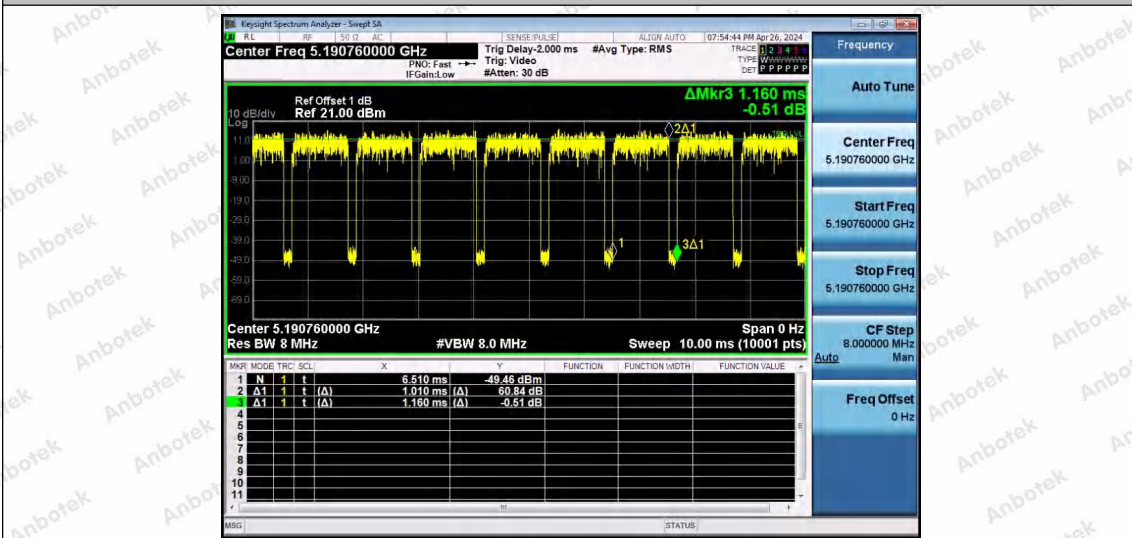 Keysight Spectrum Analyzer - Swept SA
RL RF 50 Ω AC SENSE:PULSE ALIGN AUTO 07:54:44 PM Apr 26, 2024
Center Freq 5.190760000 GHz
PNO: Fast
IFGain:Low
Trig Delay-2.000 ms #Avg Type: RMS
Trig: Video
#Atten: 30 dB
TRACE 1 2 3 4 5 6
TYPE W
DET P P P P P P
Ref Offset 1 dB
Ref 21.00 dBm
ΔMkr3 1.160 ms
-0.51 dB
10 dB/div
Log
11.0
1.00
-9.00
-19.0
-29.0
-39.0
-49.0
-59.0
-69.0
2Δ1
1
3Δ1
Center 5.190760000 GHz Span 0 Hz
Res BW 8 MHz #VBW 8.0 MHz Sweep 10.00 ms (10001 pts)
MKR MODE TRC SCL X Y FUNCTION FUNCTION WIDTH FUNCTION VALUE
1 N 1 t 6.510 ms -49.46 dBm
2 Δ1 1 t (Δ) 1.010 ms (Δ) 60.84 dB
3 Δ1 1 t (Δ) 1.160 ms (Δ) -0.51 dB
4
5
6
7
8
9
10
11
MSG STATUS
Frequency
Auto Tune
Center Freq
5.190760000 GHz
Start Freq
5.190760000 GHz
Stop Freq
5.190760000 GHz
CF Step
8.000000 MHz
Auto Man
Freq Offset
0 Hz
Anbotek